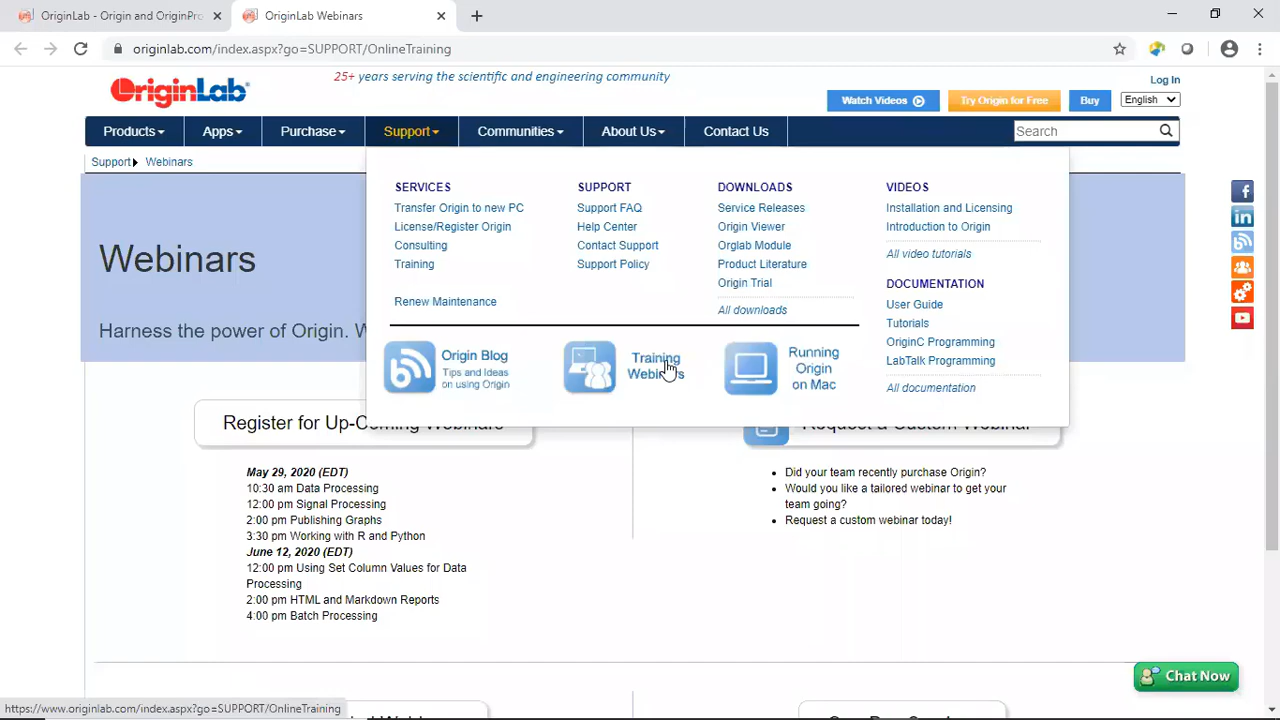 OriginLab - Origin and OriginPro
OriginLab Webinars
originlab.com/index.aspx?go=SUPPORT/OnlineTraining
OriginLab
25+ years serving the scientific and engineering community
Log In
Watch Videos
Try Origin for Free
Buy
English
Products
Apps
Purchase
Support
Communities
About Us
Contact Us
Search
Support
Webinars
SERVICES
Transfer Origin to new PC
License/Register Origin
Consulting
Training
Renew Maintenance
SUPPORT
Support FAQ
Help Center
Contact Support
Support Policy
DOWNLOADS
Service Releases
Origin Viewer
Orglab Module
Product Literature
Origin Trial
All downloads
VIDEOS
Installation and Licensing
Introduction to Origin
All video tutorials
DOCUMENTATION
User Guide
Tutorials
OriginC Programming
LabTalk Programming
All documentation
Origin Blog
Tips and Ideas
on using Origin
Training
Webinars
Running
Origin
on Mac
Webinars
Harness the power of Origin. W
Register for Up-Coming Webinars
May 29, 2020 (EDT)
10:30 am Data Processing
12:00 pm Signal Processing
2:00 pm Publishing Graphs
3:30 pm Working with R and Python
June 12, 2020 (EDT)
12:00 pm Using Set Column Values for Data
Processing
2:00 pm HTML and Markdown Reports
4:00 pm Batch Processing
Request a Custom Webinar
Did your team recently purchase Origin?
Would you like a tailored webinar to get your
team going?
Request a custom webinar today!
Chat Now
https://www.originlab.com/index.aspx?go=SUPPORT/OnlineTraining